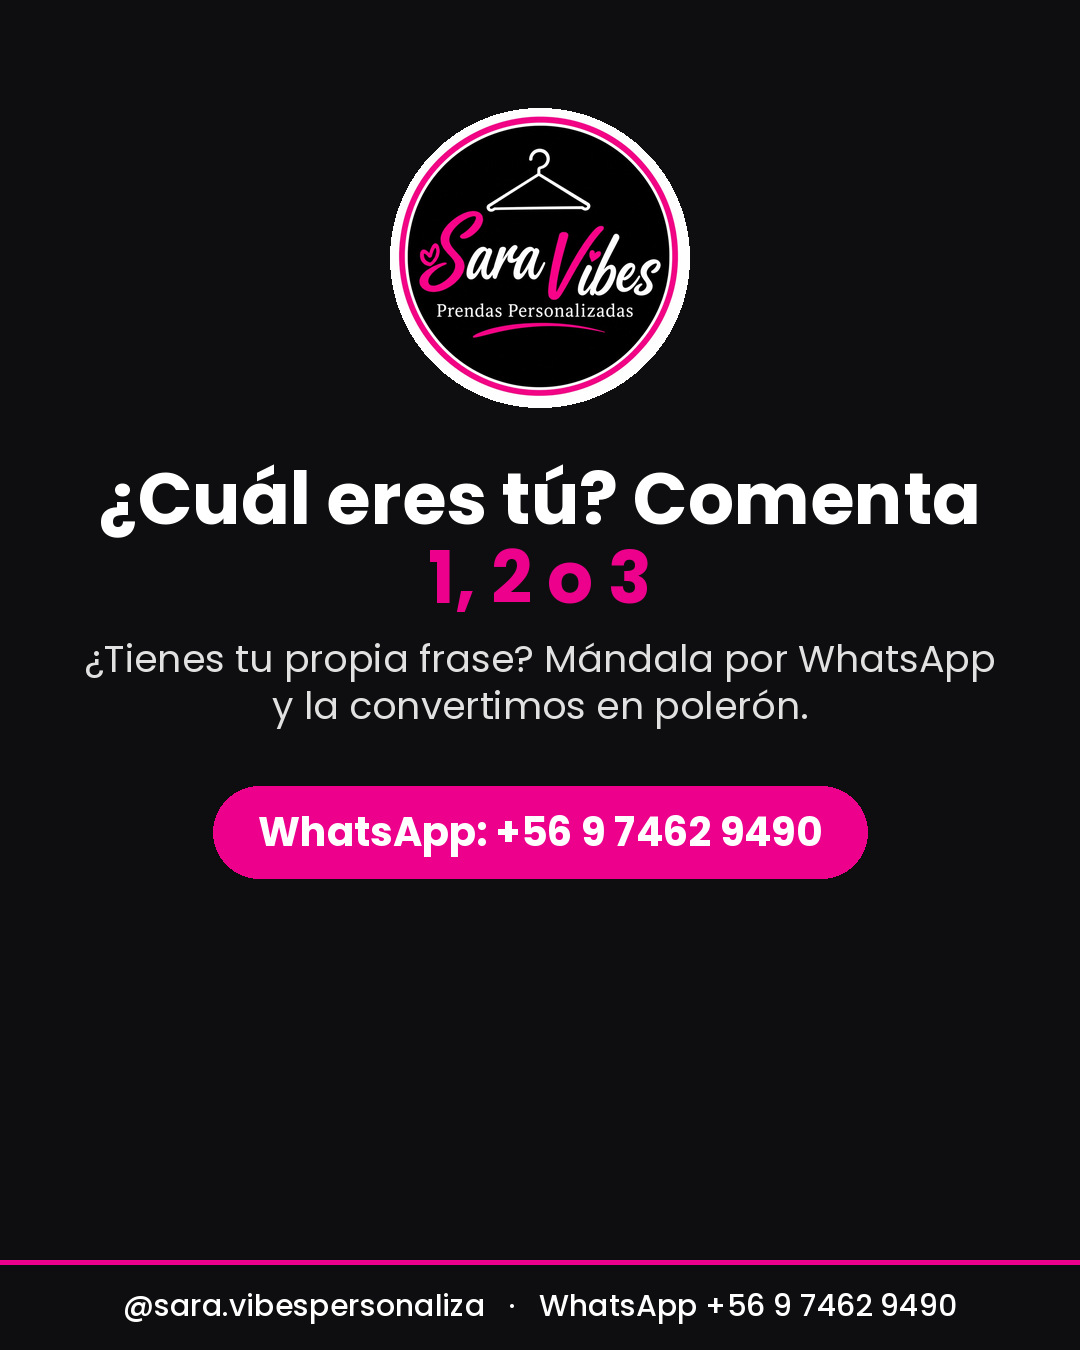 Sara Vibes
Prendas Personalizadas
¿Cuál eres tú? Comenta
1, 2 o 3
¿Tienes tu propia frase? Mándala por WhatsApp
y la convertimos en polerón.
WhatsApp: +56 9 7462 9490
@sara.vibespersonaliza · WhatsApp +56 9 7462 9490